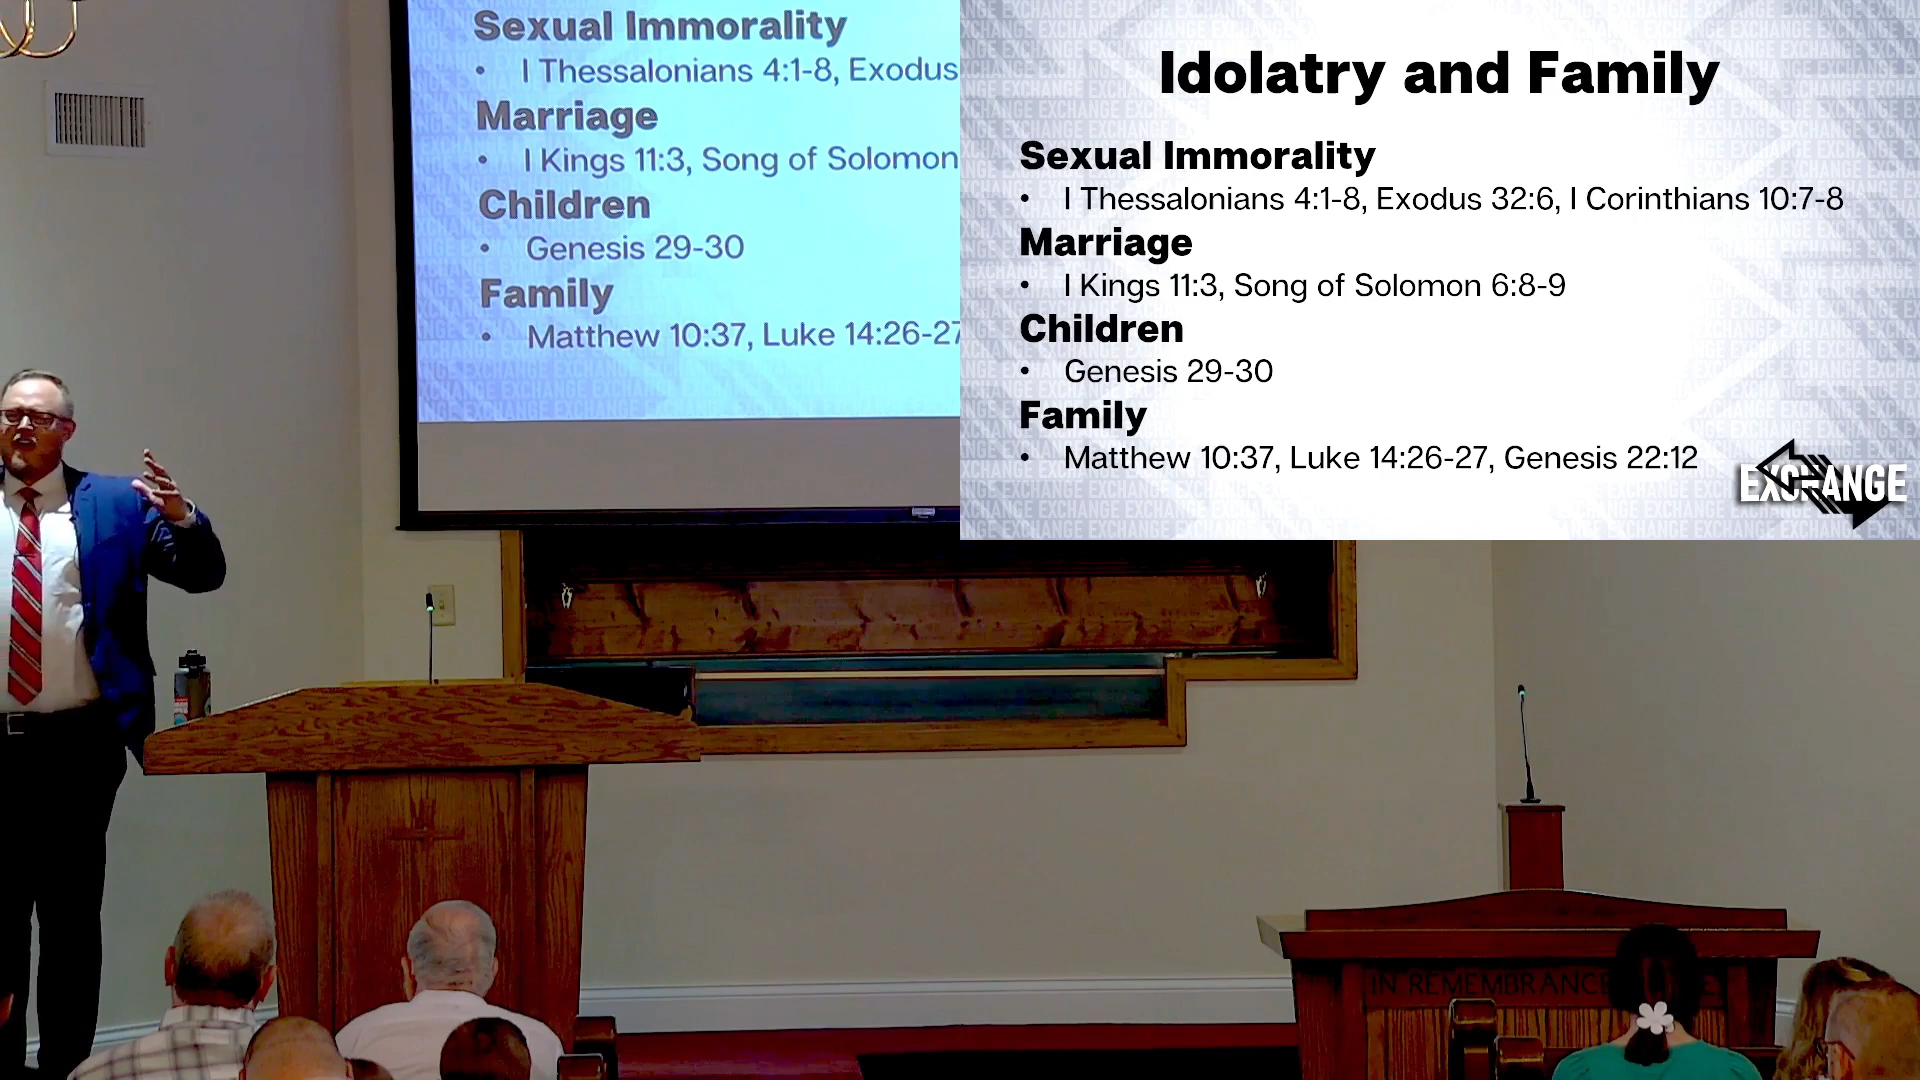 Sexual Immorality
• I Thessalonians 4:1-8, Exodus
Marriage
• I Kings 11:3, Song of Solomon
Children
• Genesis 29-30
Family
• Matthew 10:37, Luke 14:26-27
Idolatry and Family
Sexual Immorality
• I Thessalonians 4:1-8, Exodus 32:6, I Corinthians 10:7-8
Marriage
• I Kings 11:3, Song of Solomon 6:8-9
Children
• Genesis 29-30
Family
• Matthew 10:37, Luke 14:26-27, Genesis 22:12
EXCHANGE
IN REMEMBRANCE